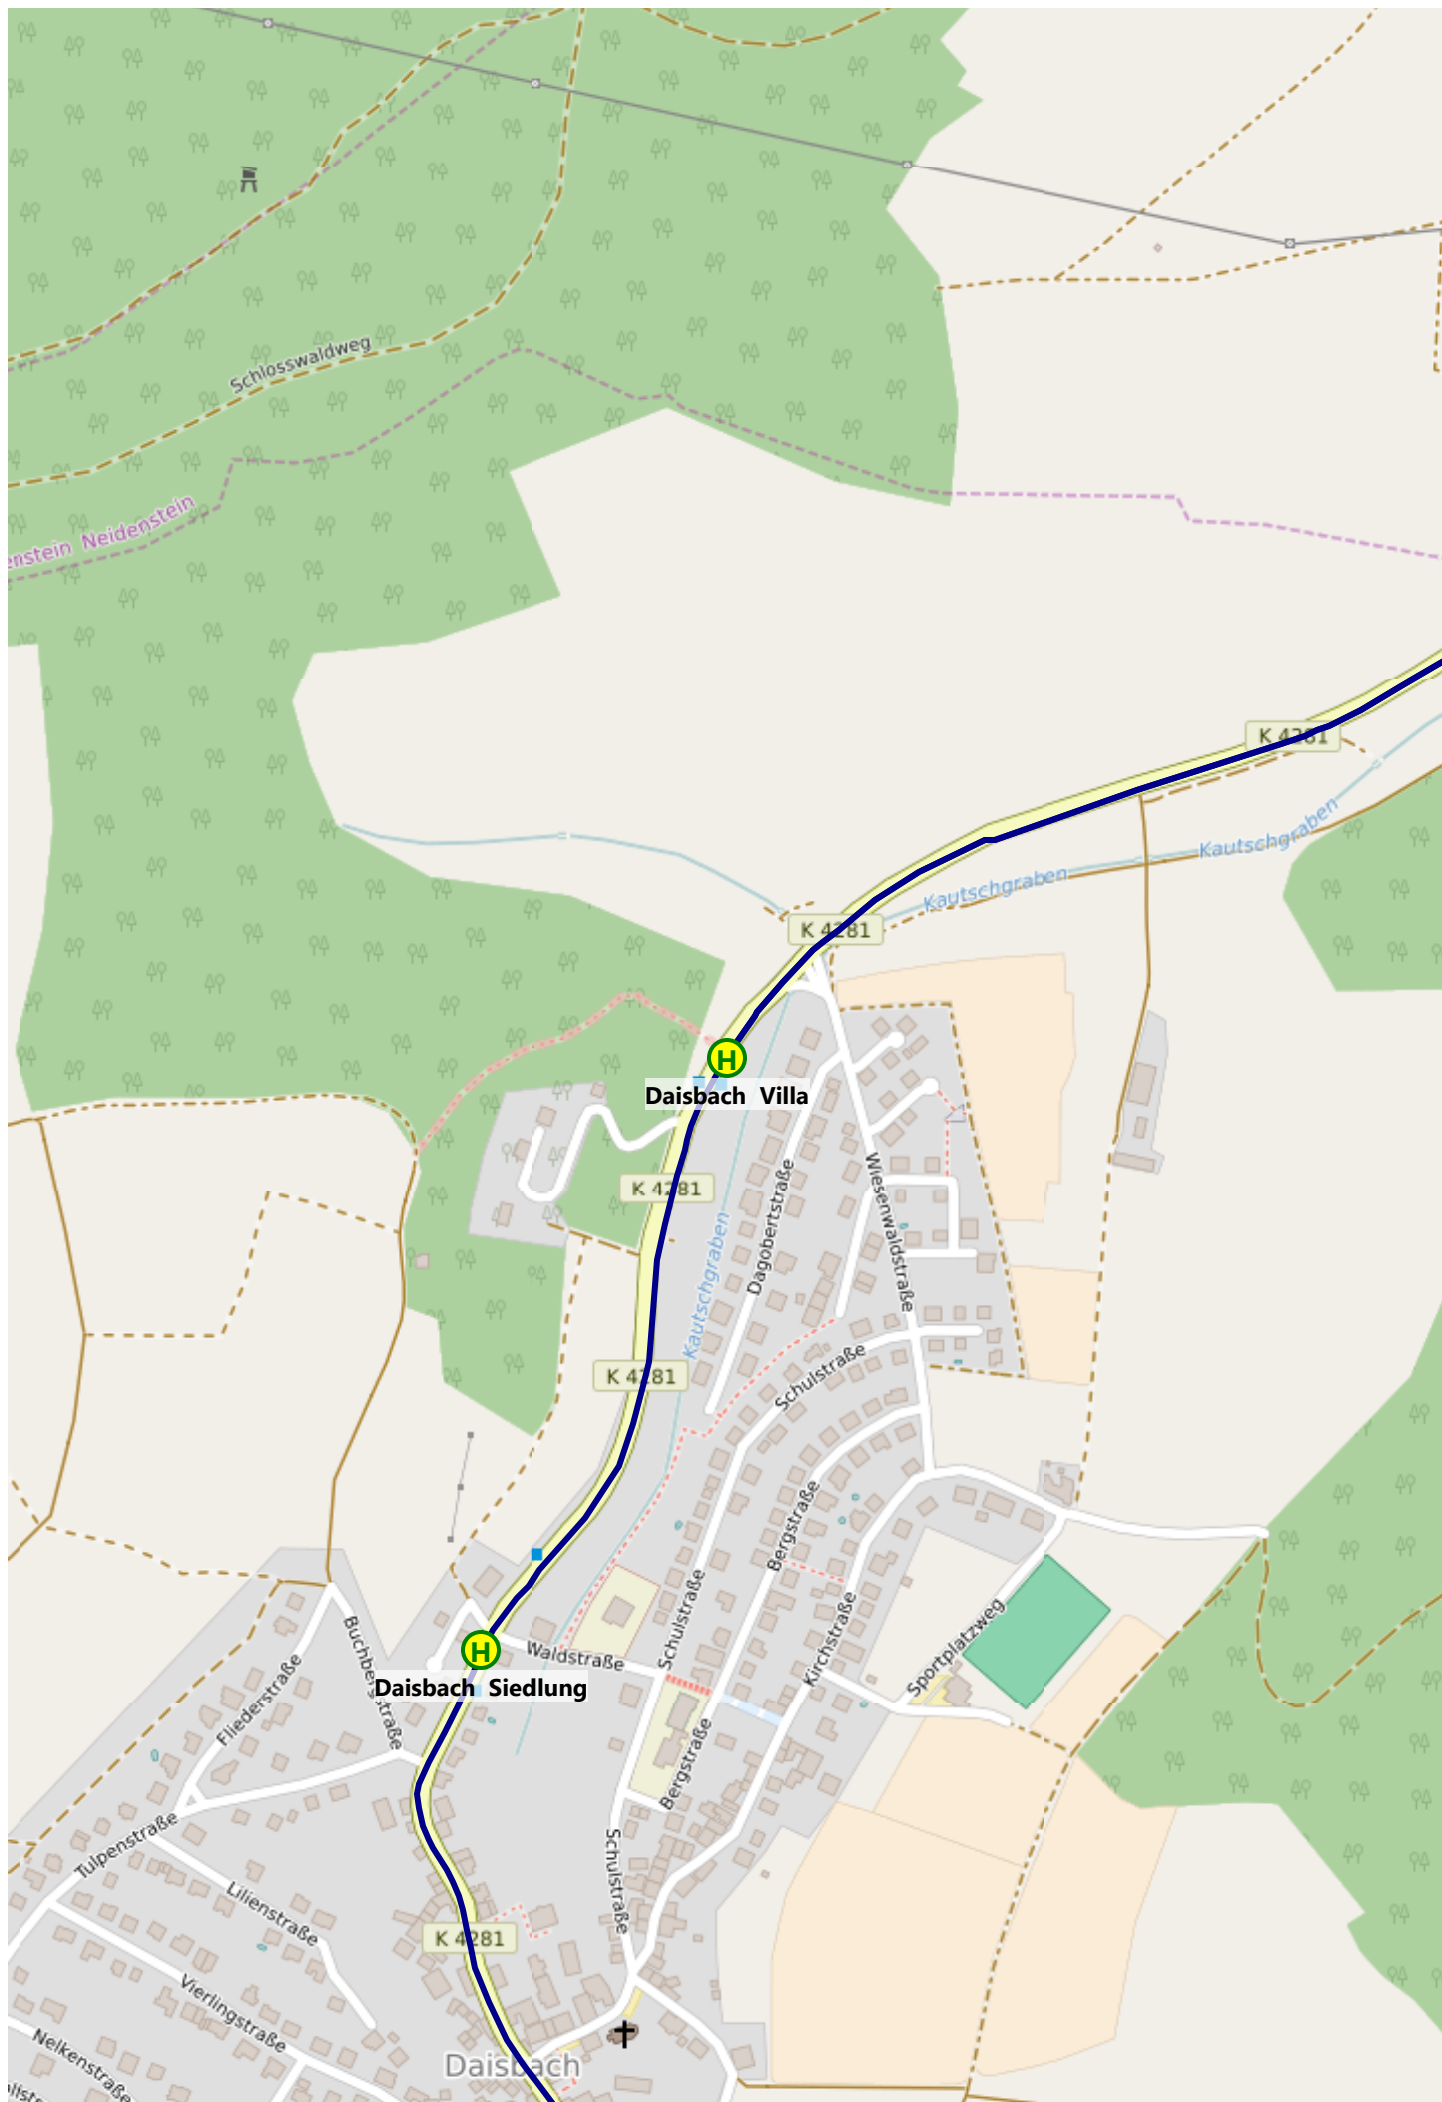 Schlosswaldweg
Neidenstein
K 4281
Kautschgraben
Kautschgraben
K 4281
H
Daisbach Villa
K 4281
Wiesenwaldstraße
Dagobertstraße
Kautschgraben
K 4281
Schulstraße
Bergstraße
Schulstraße
Kirchstraße
Sportplatzweg
Waldstraße
H
Daisbach Siedlung
Buchbergstraße
Fliederstraße
Bergstraße
Tulpenstraße
Schulstraße
Lilienstraße
K 4281
Vierlingstraße
Nelkenstraße
Daisbach